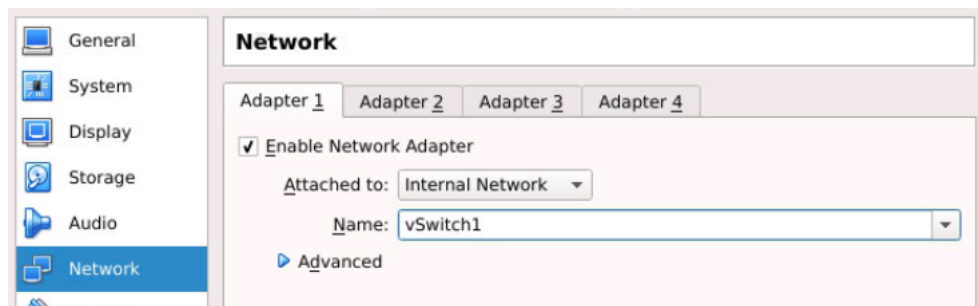 General
System
Display
Storage
Audio
Network
Network
Adapter 1 Adapter 2 Adapter 3 Adapter 4
Enable Network Adapter
Attached to: Internal Network
Name: vSwitch1
Advanced